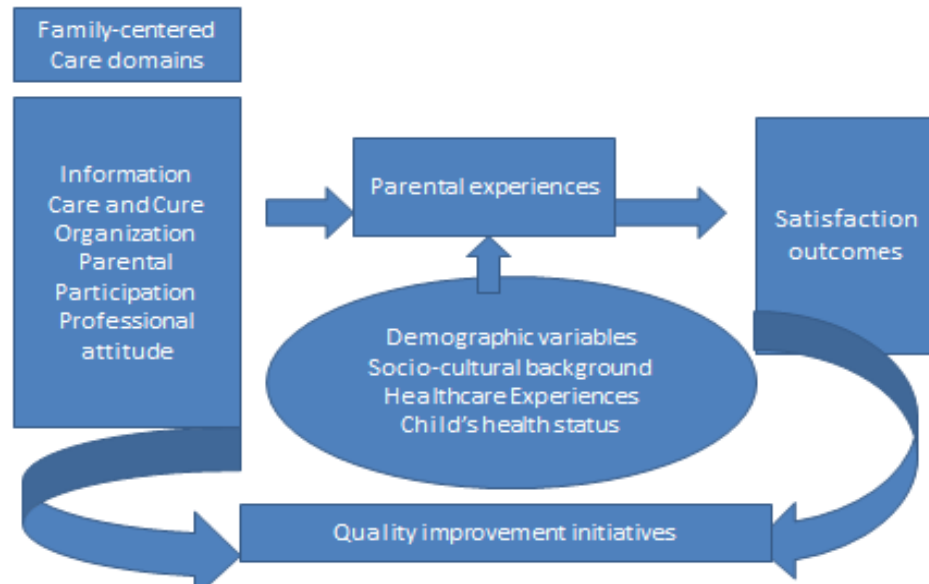 Family-centered
Care domains
Information
Care and Cure
Organization
Parental
Participation
Professional
attitude
Parental experiences
Satisfaction
outcomes
Demographic variables
Socio-cultural background
Healthcare Experiences
Child's health status
Quality improvement initiatives